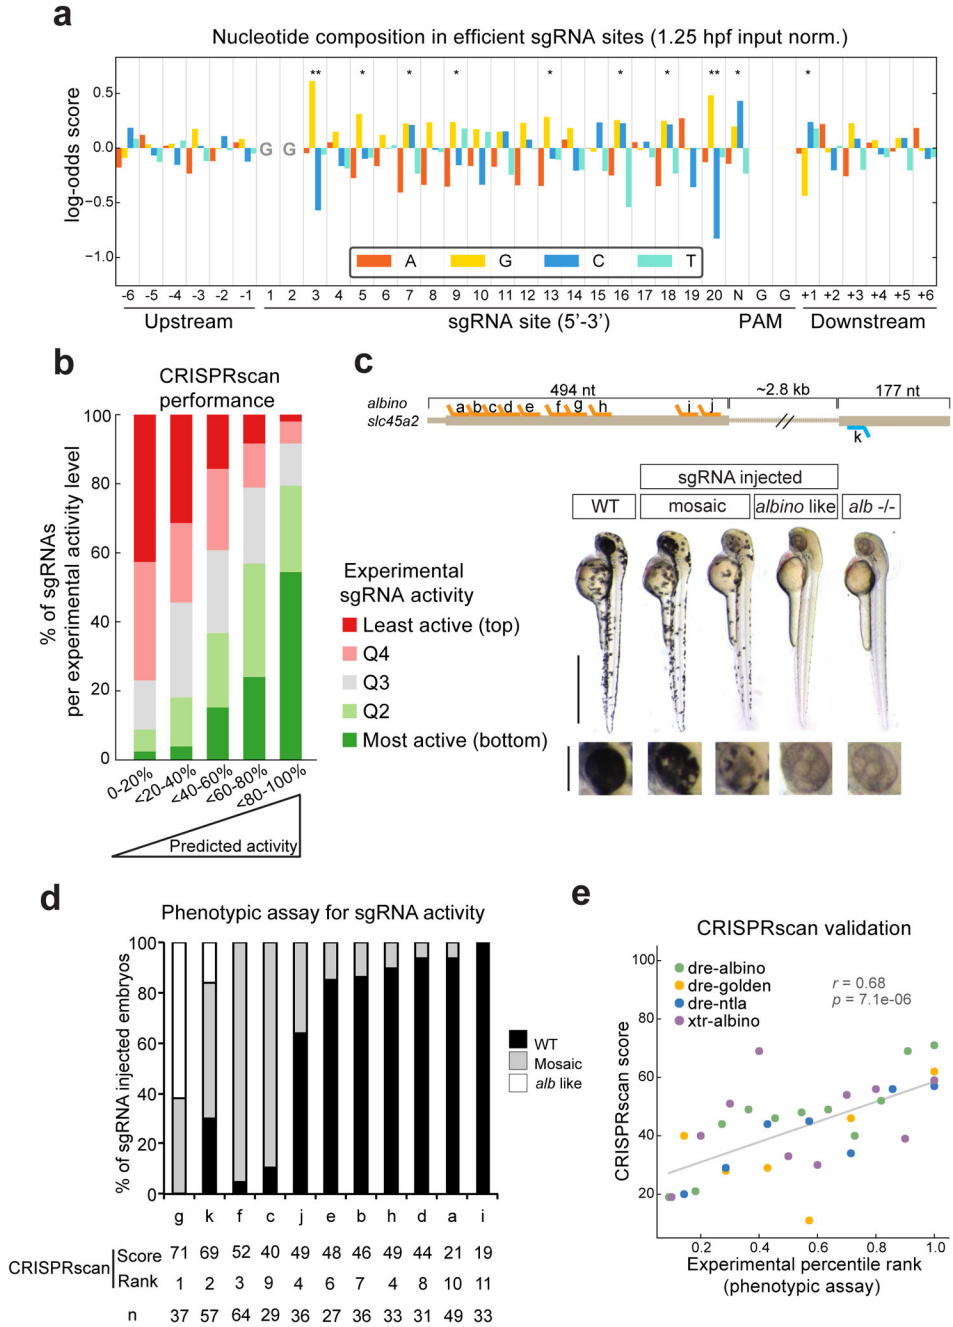 a
Nucleotide composition in efficient sgRNA sites (1.25 hpf input norm.)
log-odds score
0.5
0.0
−0.5
−1.0
** * * * * * * ** * *
G G
A G C T
-6 -5 -4 -3 -2 -1 1 2 3 4 5 6 7 8 9 10 11 12 13 14 15 16 17 18 19 20 N G G +1 +2 +3 +4 +5 +6
Upstream sgRNA site (5'-3') PAM Downstream
b
CRISPRscan
performance
% of sgRNAs
per experimental activity level
100
80
60
40
20
0
0-20% <20-40% <40-60% <60-80% <80-100%
Predicted activity
Experimental
sgRNA activity
Least active (top)
Q4
Q3
Q2
Most active (bottom)
c
494 nt ~2.8 kb 177 nt
albino
slc45a2
a b c d e f g h i j
k
sgRNA injected
WT mosaic albino like alb -/-
d
Phenotypic assay for sgRNA activity
% of sgRNA injected embryos
100
80
60
40
20
0
WT
Mosaic
alb like
g k f c j e b h d a i
CRISPRscan
Score 71 69 52 40 49 48 46 49 44 21 19
Rank 1 2 3 9 4 6 7 4 8 10 11
n 37 57 64 29 36 27 36 33 31 49 33
e
CRISPRscan validation
CRISPRscan score
100
80
60
40
20
dre-albino
dre-golden
dre-ntla
xtr-albino
r = 0.68
p = 7.1e-06
0.2 0.4 0.6 0.8 1.0
Experimental percentile rank
(phenotypic assay)